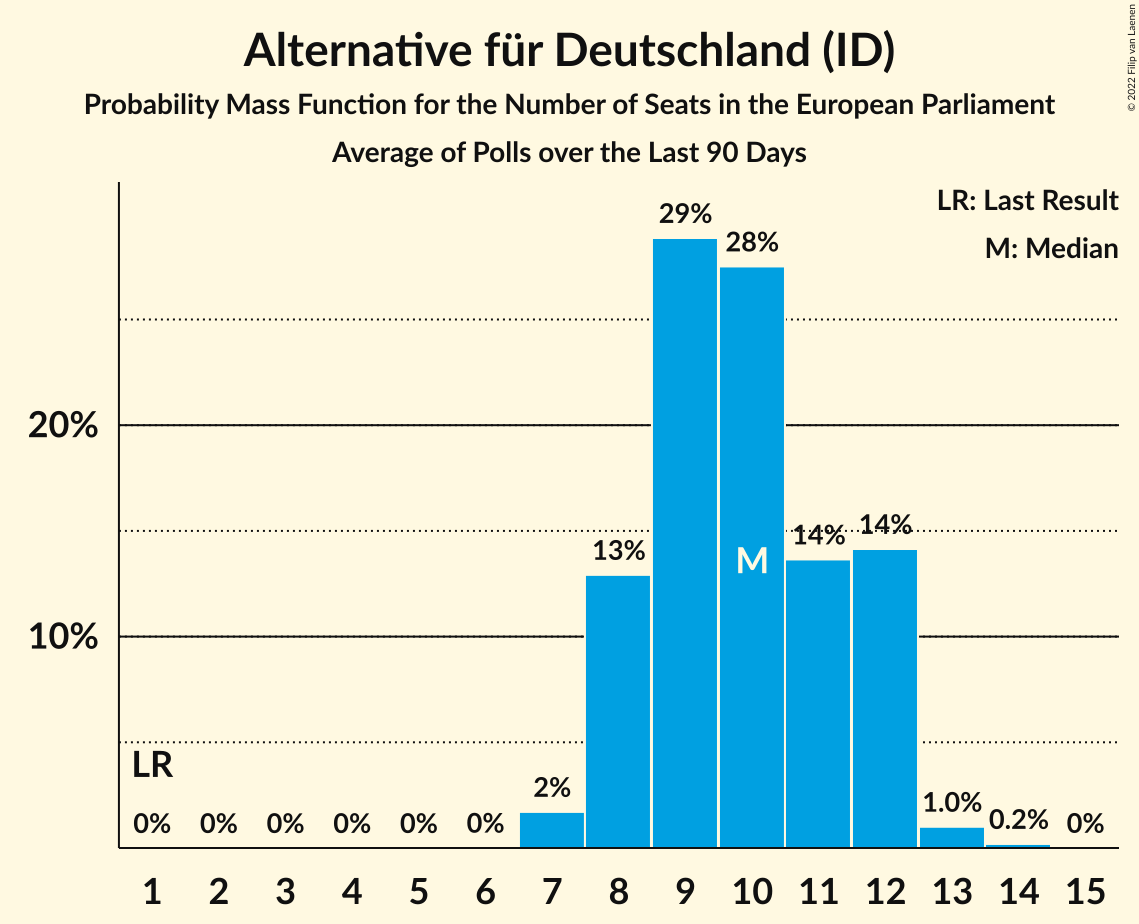 Alternative für Deutschland (ID)
Probability Mass Function for the Number of Seats in the European Parliament
Average of Polls over the Last 90 Days
© 2022 Filip van Laenen
LR: Last Result
M: Median
29%
28%
20%
14%
14%
13%
M
10%
LR
2%
1.0%
0.2%
0% 0% 0% 0% 0% 0% 0%
1 2 3 4 5 6 7 8 9 10 11 12 13 14 15